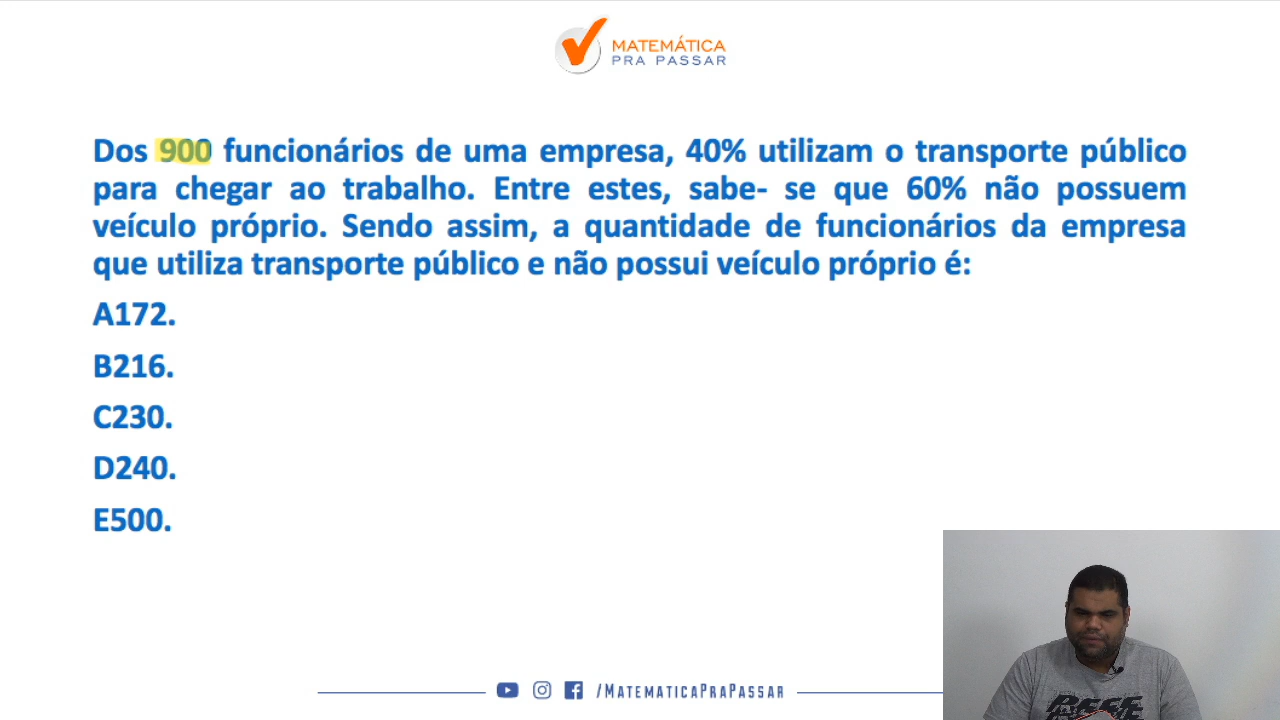 MATEMÁTICA
PRA PASSAR
Dos 900 funcionários de uma empresa, 40% utilizam o transporte público
para chegar ao trabalho. Entre estes, sabe- se que 60% não possuem
veículo próprio. Sendo assim, a quantidade de funcionários da empresa
que utiliza transporte público e não possui veículo próprio é:
A172.
B216.
C230.
D240.
E500.
/MATEMATICAPRAPASSAR